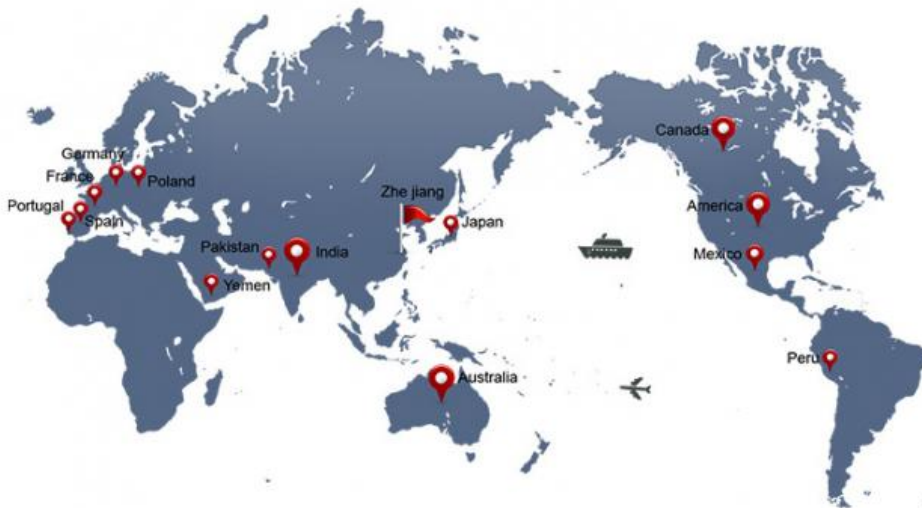 Canada
Germany
France
Poland
Zhe jiang
Portugal
Spain
Japan
America
Pakistan
India
Mexico
Yemen
Peru
Australia